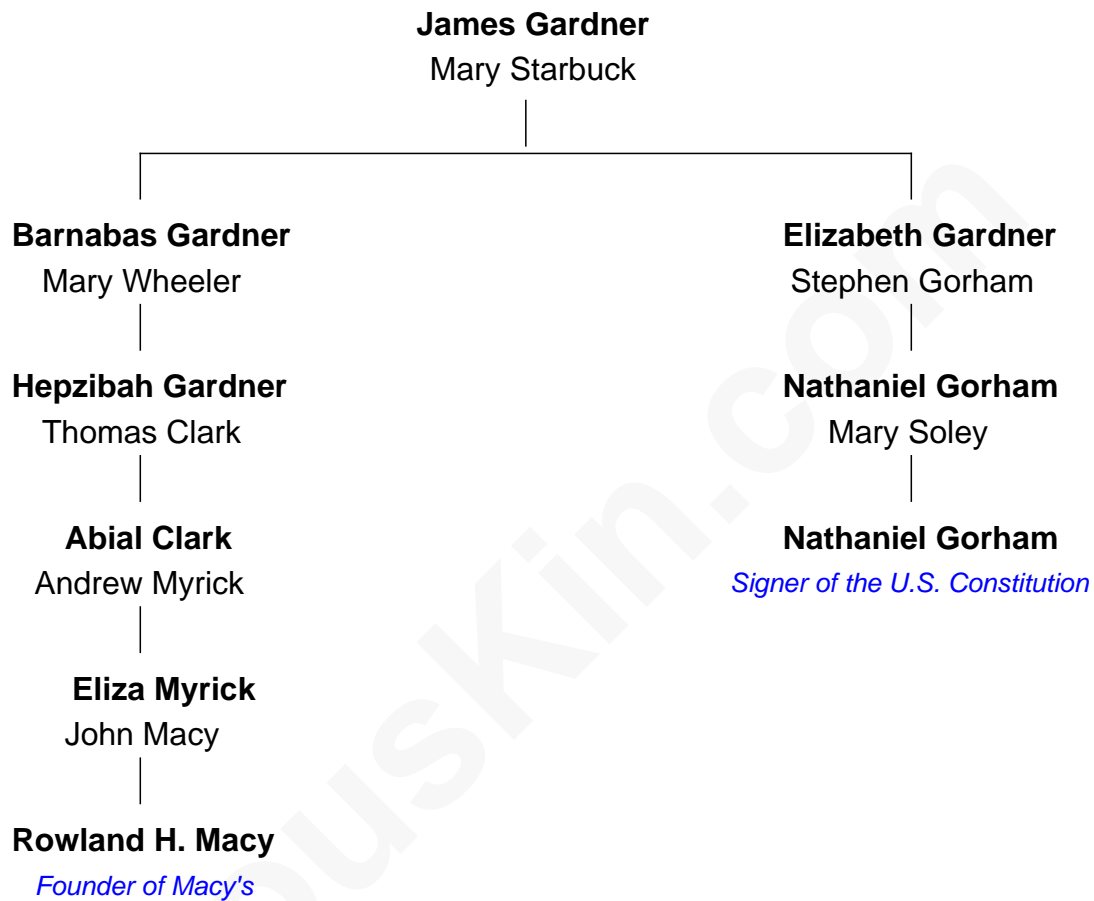 James Gardner
Mary Starbuck
Barnabas Gardner
Mary Wheeler
Elizabeth Gardner
Stephen Gorham
Hepzibah Gardner
Thomas Clark
Nathaniel Gorham
Mary Soley
Abial Clark
Andrew Myrick
Nathaniel Gorham
Signer of the U.S. Constitution
Eliza Myrick
John Macy
Rowland H. Macy
Founder of Macy's
ousKin.com